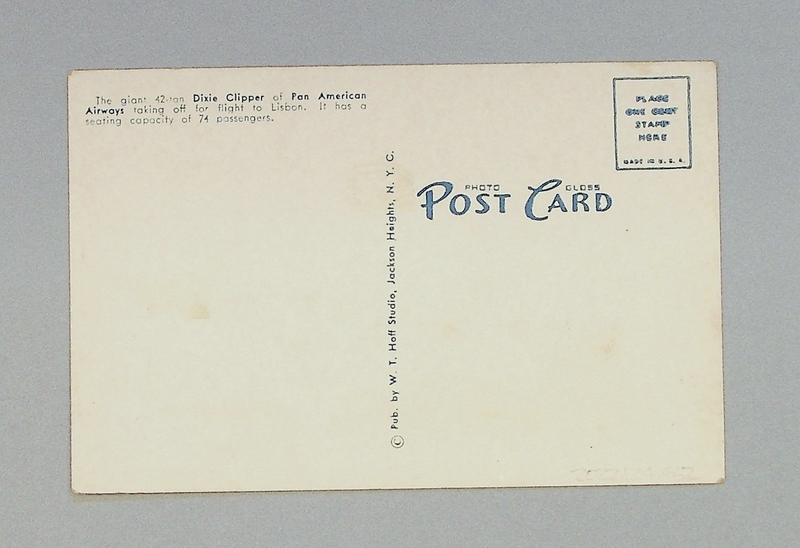 The giant 42-ton Dixie Clipper of Pan American
Airways taking off for flight to Lisbon. It has a
seating capacity of 74 passengers.
© Pub. by W. T. Hoff Studio, Jackson Heights, N. Y. C.
PHOTO GLOSS
POST CARD
PLACE
ONE CENT
STAMP
HERE
MADE IN U. S. A.